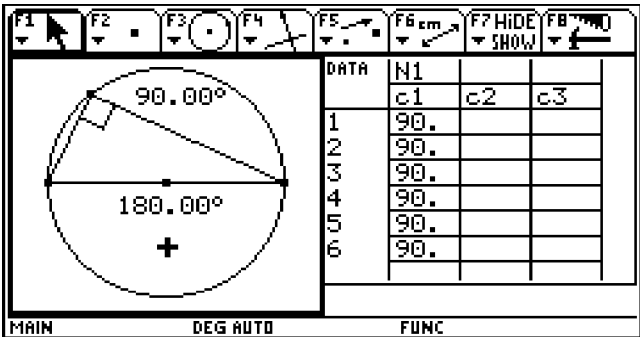 F1 F2 F3 F4 F5 F6 cm F7 HiDE F8
SHOW
DATA N1
c1 c2 c3
90.00°
1 90.
2 90.
3 90.
180.00°
4 90.
5 90.
6 90.
MAIN DEG AUTO FUNC